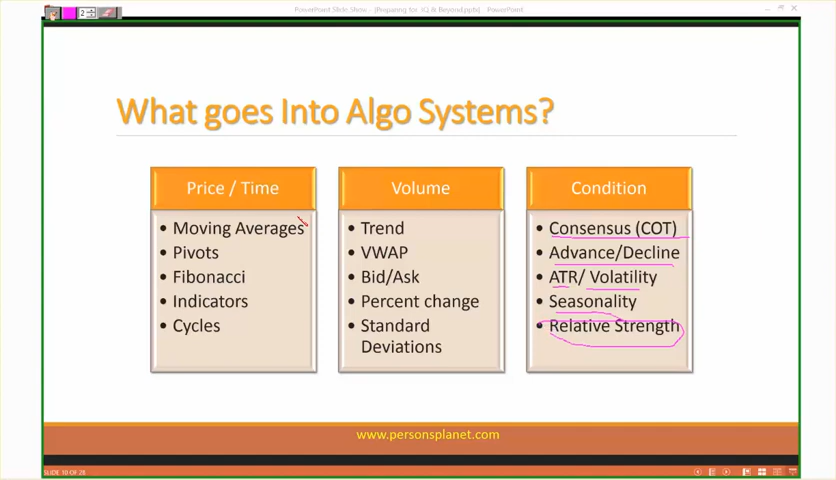 PowerPoint Slide Show - [Preparing for 1Q & Beyond.pptx] - PowerPoint
2
What goes Into Algo Systems?
Price / Time
• Moving Averages
• Pivots
• Fibonacci
• Indicators
• Cycles
Volume
• Trend
• VWAP
• Bid/Ask
• Percent change
• Standard
Deviations
Condition
• Consensus (COT)
• Advance/Decline
• ATR/ Volatility
• Seasonality
• Relative Strength
www.personsplanet.com
SLIDE 10 OF 28